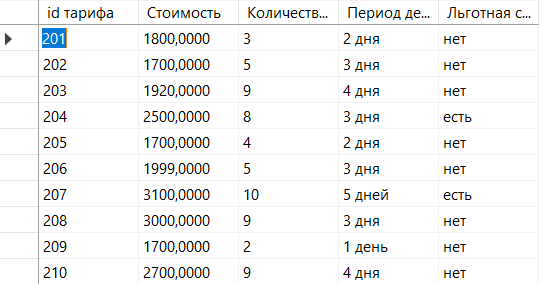 id тарифа Стоимость Количеств... Период де... Льготная с...
201 1800,0000 3 2 дня нет
202 1700,0000 5 3 дня нет
203 1920,0000 9 4 дня нет
204 2500,0000 8 3 дня есть
205 1700,0000 4 2 дня нет
206 1999,0000 5 3 дня нет
207 3100,0000 10 5 дней есть
208 3000,0000 9 3 дня нет
209 1700,0000 2 1 день нет
210 2700,0000 9 4 дня нет